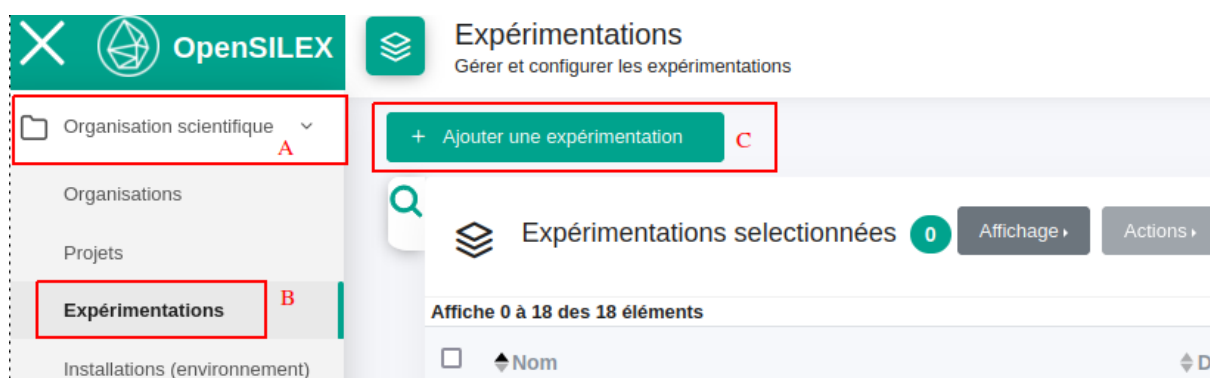 OpenSILEX
Expérimentations
Gérer et configurer les expérimentations
Organisation scientifique
A
+ Ajouter une expérimentation
C
Organisations
Projets
Expérimentations
B
Installations (environnement)
Expérimentations selectionnées 0 Affichage Actions
Affiche 0 à 18 des 18 éléments
Nom D